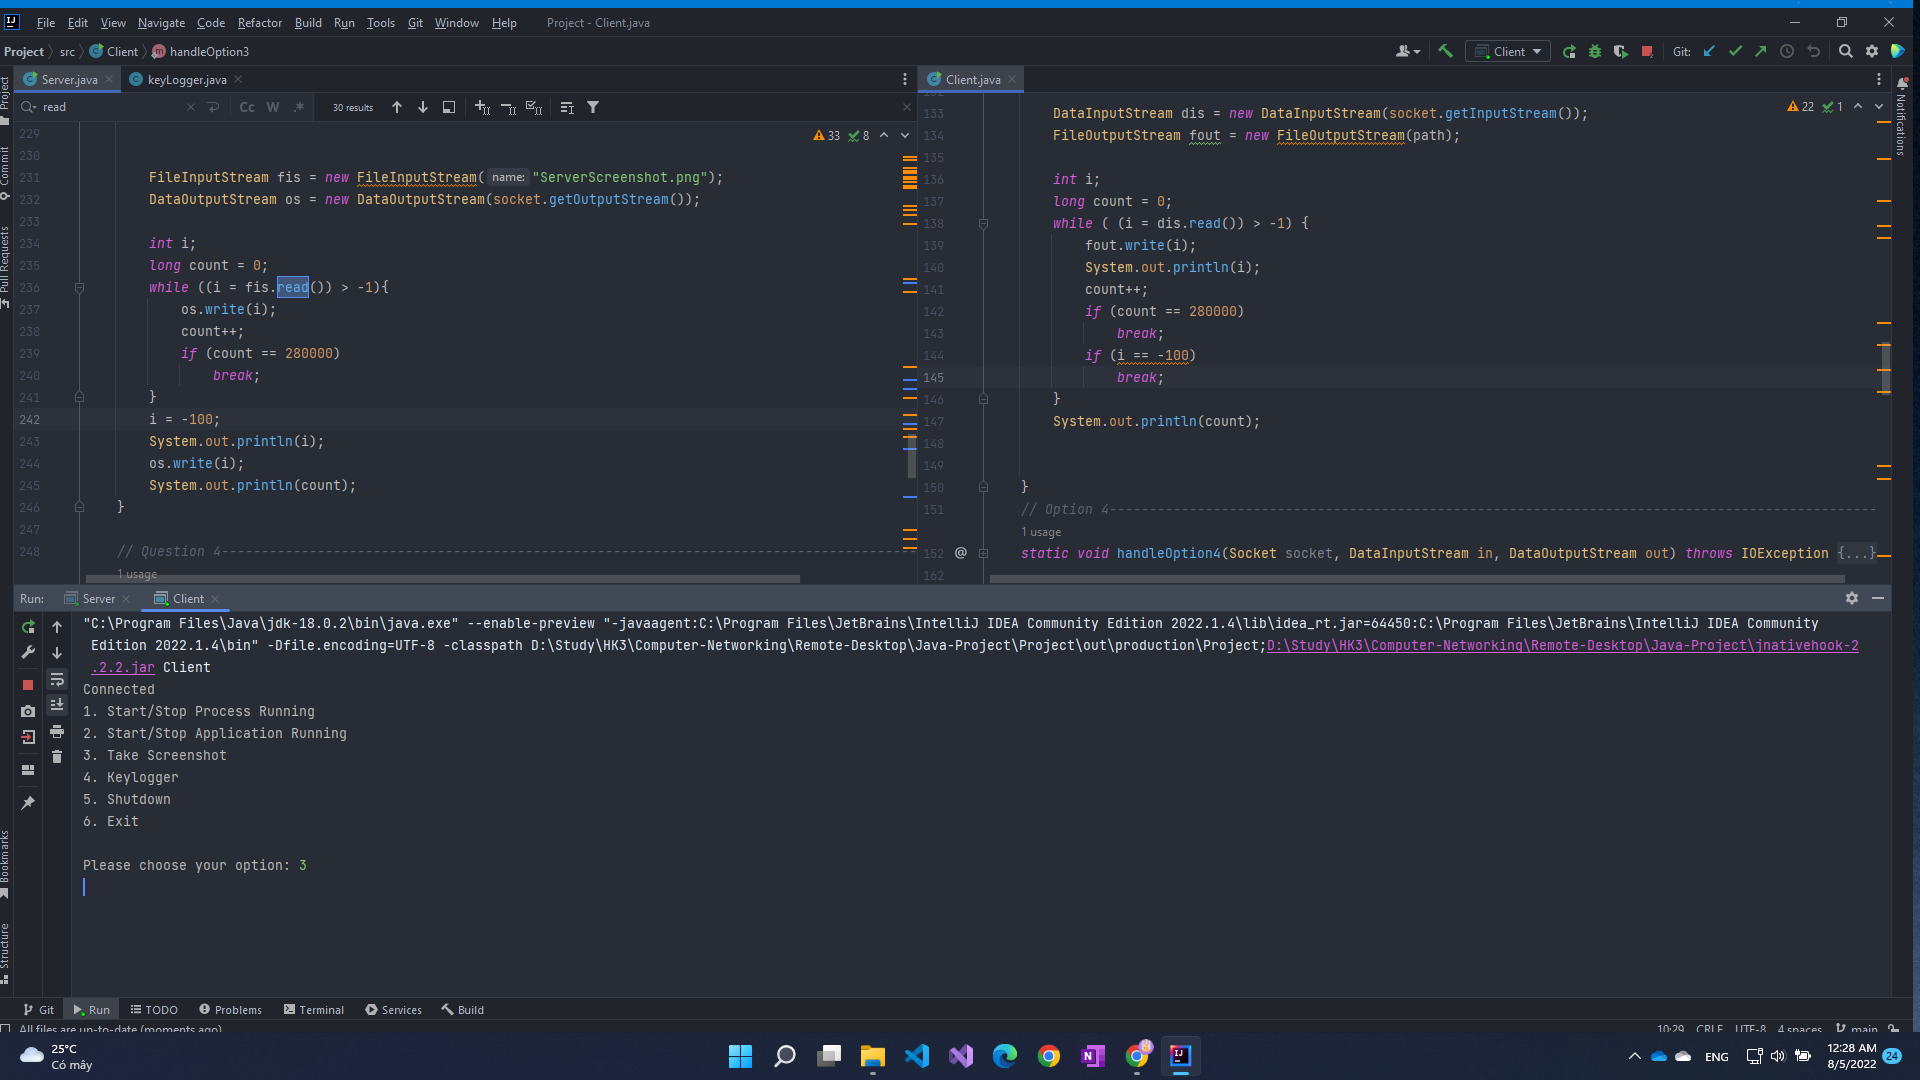 File Edit View Navigate Code Refactor Build Run Tools Git Window Help Project - Client.java
Project src Client handleOption3
Client Git:
Server.java keyLogger.java
read Cc W .* 30 results
33 8
229
230
231 FileInputStream fis = new FileInputStream( name: "ServerScreenshot.png");
232 DataOutputStream os = new DataOutputStream(socket.getOutputStream());
233
234 int i;
235 long count = 0;
236 while ((i = fis.read()) > -1){
237 os.write(i);
238 count++;
239 if (count == 280000)
240 break;
241 }
242 i = -100;
243 System.out.println(i);
244 os.write(i);
245 System.out.println(count);
246 }
247
248 // Question 4------------------------------------------------------------
1 usage
Client.java
22 1
132
133 DataInputStream dis = new DataInputStream(socket.getInputStream());
134 FileOutputStream fout = new FileOutputStream(path);
135
136 int i;
137 long count = 0;
138 while ( (i = dis.read()) > -1) {
139 fout.write(i);
140 System.out.println(i);
141 count++;
142 if (count == 280000)
143 break;
144 if (i == -100)
145 break;
146 }
147 System.out.println(count);
148
149
150 }
151 // Option 4------------------------------------------------------------
1 usage
152 @ static void handleOption4(Socket socket, DataInputStream in, DataOutputStream out) throws IOException {...}
162
Project
Commit
Pull Requests
Bookmarks
Structure
Notifications
Run: Server Client
"C:\Program Files\Java\jdk-18.0.2\bin\java.exe" --enable-preview "-javaagent:C:\Program Files\JetBrains\IntelliJ IDEA Community Edition 2022.1.4\lib\idea_rt.jar=64450:C:\Program Files\JetBrains\IntelliJ IDEA Community
Edition 2022.1.4\bin" -Dfile.encoding=UTF-8 -classpath D:\Study\HK3\Computer-Networking\Remote-Desktop\Java-Project\Project\out\production\Project;D:\Study\HK3\Computer-Networking\Remote-Desktop\Java-Project\jnativehook-2
.2.2.jar Client
Connected
1. Start/Stop Process Running
2. Start/Stop Application Running
3. Take Screenshot
4. Keylogger
5. Shutdown
6. Exit
Please choose your option: 3
Git Run TODO Problems Terminal Services Build
All files are up-to-date (moments ago)
10:29 CRLF UTF-8 4 spaces main
25°C
Có mây
ENG
12:28 AM
8/5/2022
24